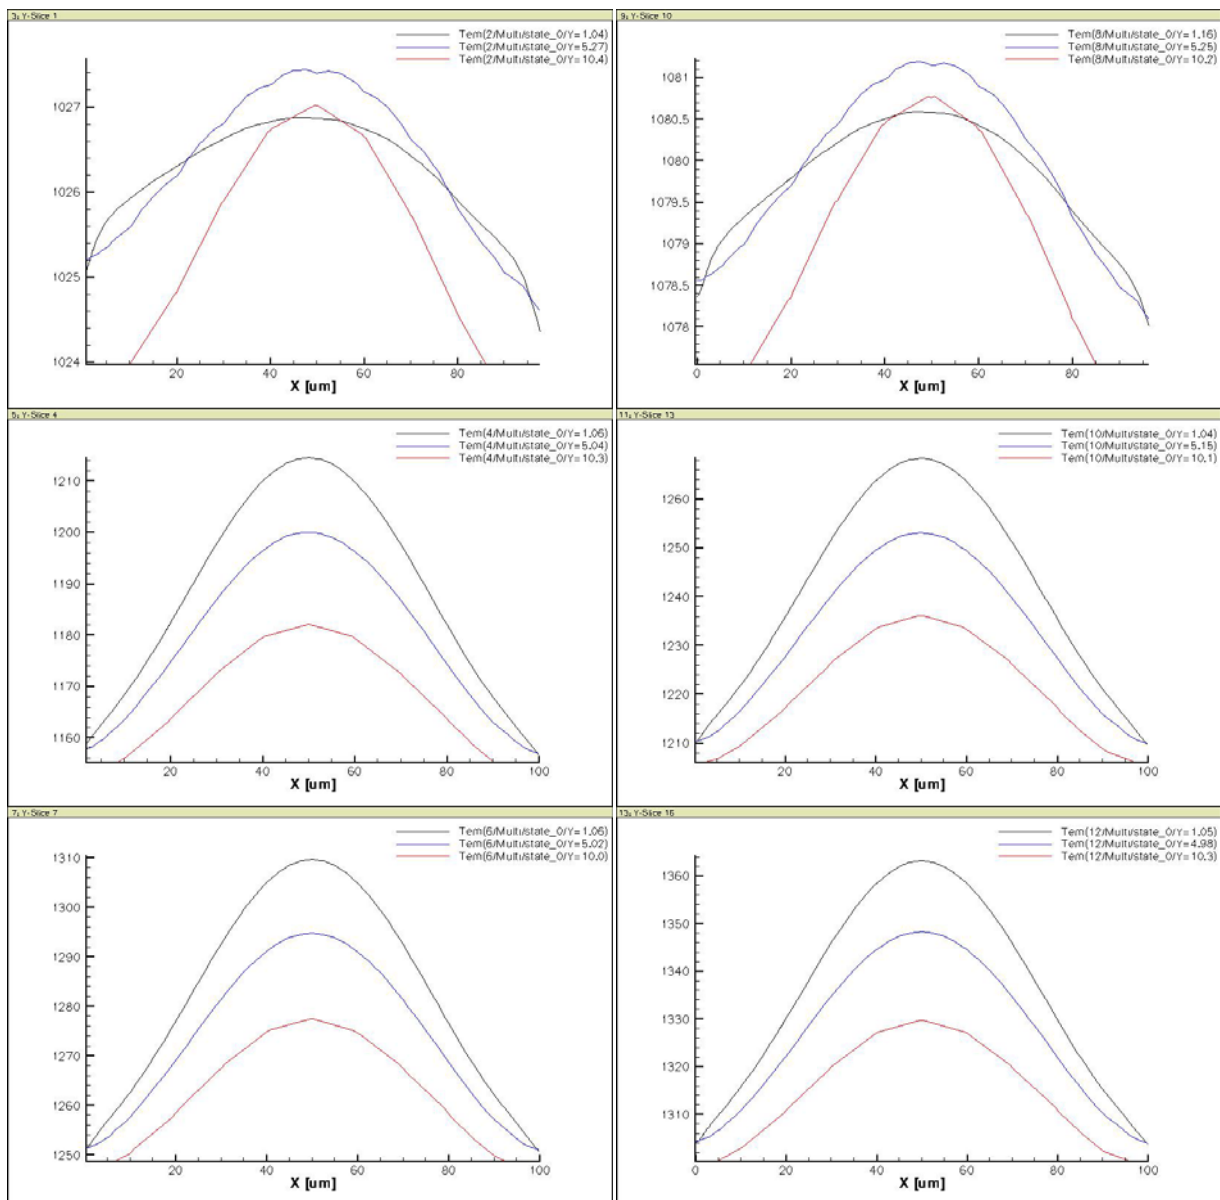 3: Y-Slice 1
Tem(2/Multi/state_0/Y=1.04)
Tem(2/Multi/state_0/Y=5.27)
Tem(2/Multi/state_0/Y=10.4)
1027
1026
1025
1024
20 40 60 80
X [um]
9: Y-Slice 10
Tem(8/Multi/state_0/Y=1.16)
Tem(8/Multi/state_0/Y=5.25)
Tem(8/Multi/state_0/Y=10.2)
1081
1080.5
1080
1079.5
1079
1078.5
1078
0 20 40 60 80
X [um]
5: Y-Slice 4
Tem(4/Multi/state_0/Y=1.06)
Tem(4/Multi/state_0/Y=5.04)
Tem(4/Multi/state_0/Y=10.3)
1210
1200
1190
1180
1170
1160
20 40 60 80 100
X [um]
11: Y-Slice 13
Tem(10/Multi/state_0/Y=1.04)
Tem(10/Multi/state_0/Y=5.15)
Tem(10/Multi/state_0/Y=10.1)
1260
1250
1240
1230
1220
1210
20 40 60 80 100
X [um]
7: Y-Slice 7
Tem(6/Multi/state_0/Y=1.06)
Tem(6/Multi/state_0/Y=5.02)
Tem(6/Multi/state_0/Y=10.0)
1310
1300
1290
1280
1270
1260
1250
20 40 60 80 100
X [um]
13: Y-Slice 16
Tem(12/Multi/state_0/Y=1.05)
Tem(12/Multi/state_0/Y=4.98)
Tem(12/Multi/state_0/Y=10.3)
1360
1350
1340
1330
1320
1310
0 20 40 60 80 100
X [um]